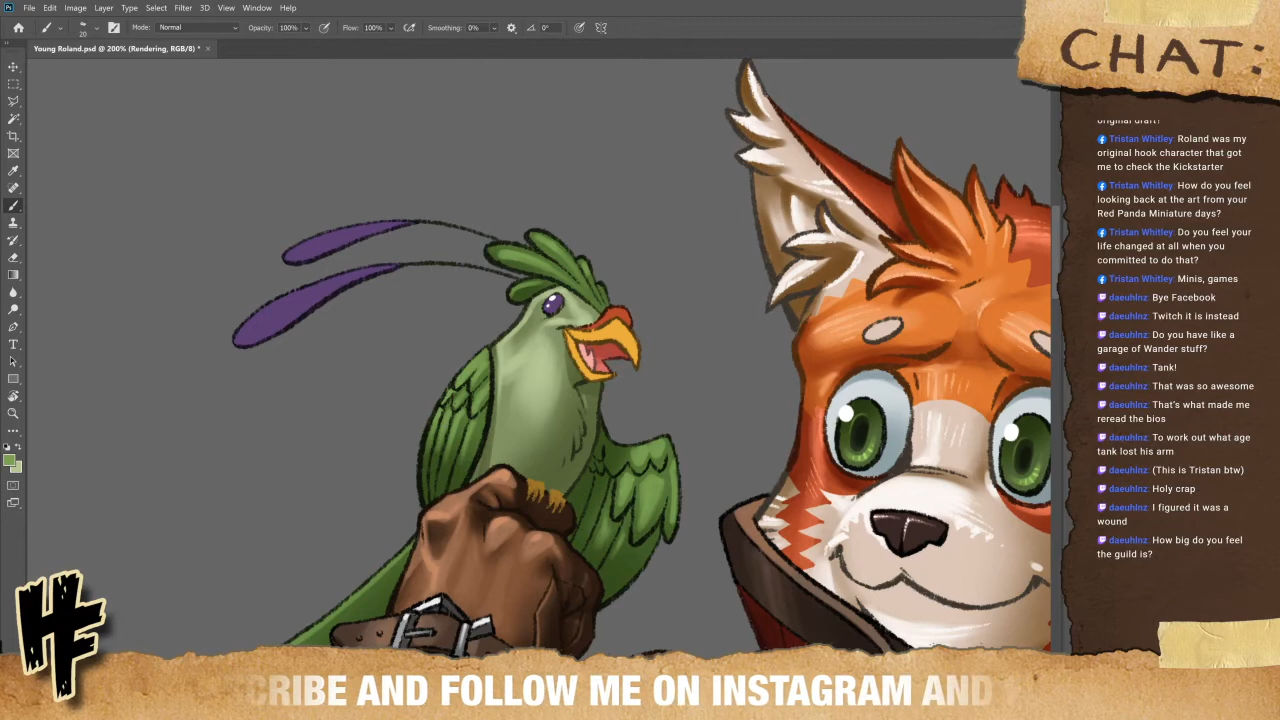 File Edit Image Layer Type Select Filter 3D View Window Help
20 Mode: Normal Opacity: 100% Flow: 100% Smoothing: 0% 0°
Young Roland.psd @ 200% (Rendering, RGB/8) *
CHAT:
original draft?
Tristan Whitley: Roland was my
original hook character that got
me to check the Kickstarter
Tristan Whitley: How do you feel
looking back at the art from your
Red Panda Miniature days?
Tristan Whitley: Do you feel your
life changed at all when you
committed to do that?
Tristan Whitley: Minis, games
daeuhlnz: Bye Facebook
daeuhlnz: Twitch it is instead
daeuhlnz: Do you have like a
garage of Wander stuff?
daeuhlnz: Tank!
daeuhlnz: That was so awesome
daeuhlnz: That's what made me
reread the bios
daeuhlnz: To work out what age
tank lost his arm
daeuhlnz: (This is Tristan btw)
daeuhlnz: Holy crap
daeuhlnz: I figured it was a
wound
daeuhlnz: How big do you feel
the guild is?
HF
CRIBE AND FOLLOW ME ON INSTAGRAM AND